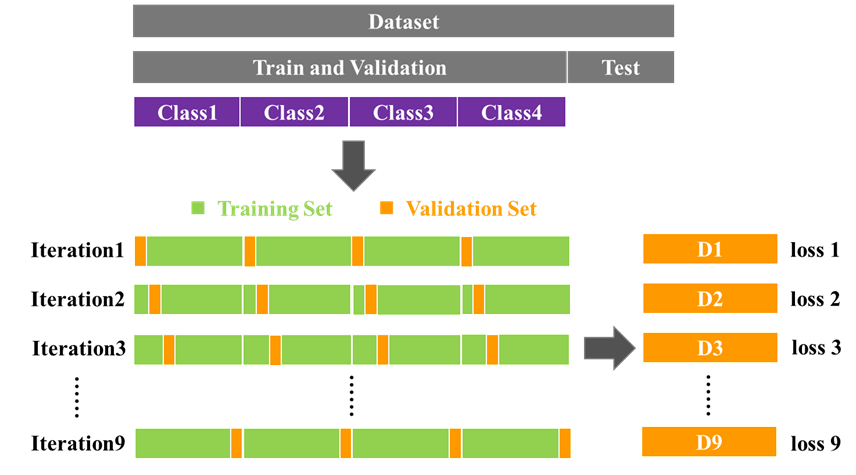 Dataset
Train and Validation Test
Class1 Class2 Class3 Class4
Training Set Validation Set
Iteration1 D1 loss 1
Iteration2 D2 loss 2
Iteration3 D3 loss 3
Iteration9 D9 loss 9